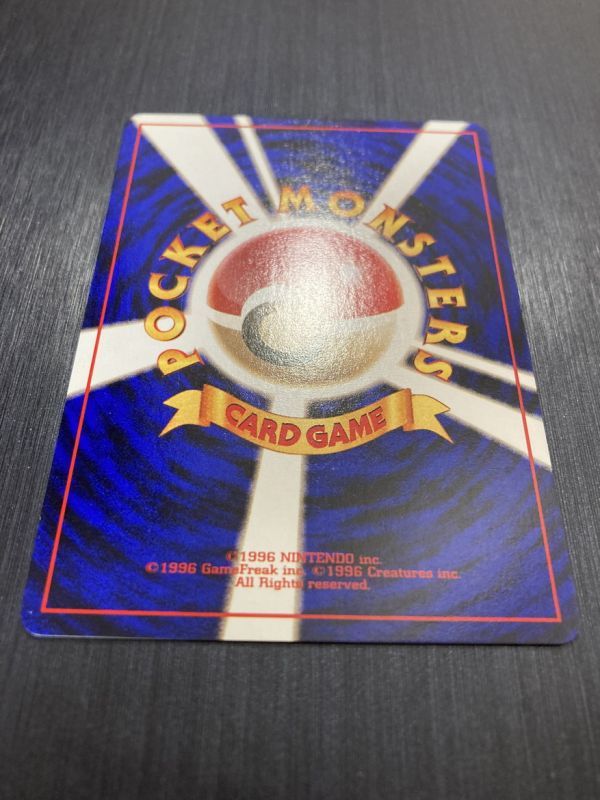 POCKET MONSTERS
CARD GAME
©1996 NINTENDO inc.
©1996 GameFreak inc. ©1996 Creatures inc.
All Rights reserved.